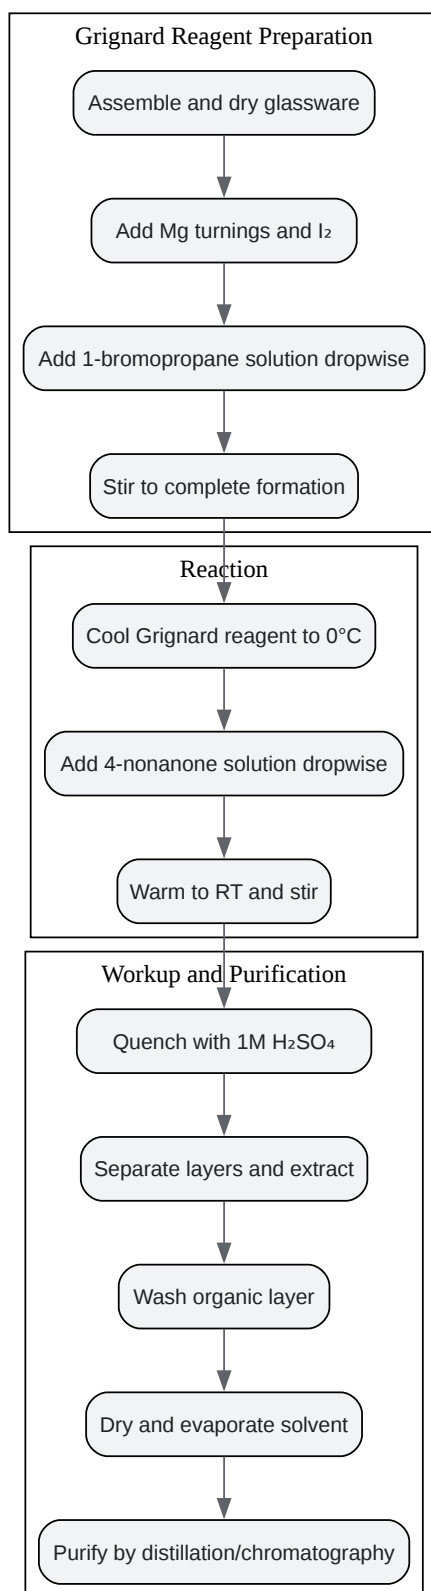 Grignard Reagent Preparation
Assemble and dry glassware
Add Mg turnings and I₂
Add 1-bromopropane solution dropwise
Stir to complete formation
Reaction
Cool Grignard reagent to 0°C
Add 4-nonanone solution dropwise
Warm to RT and stir
Workup and Purification
Quench with 1M H₂SO₄
Separate layers and extract
Wash organic layer
Dry and evaporate solvent
Purify by distillation/chromatography